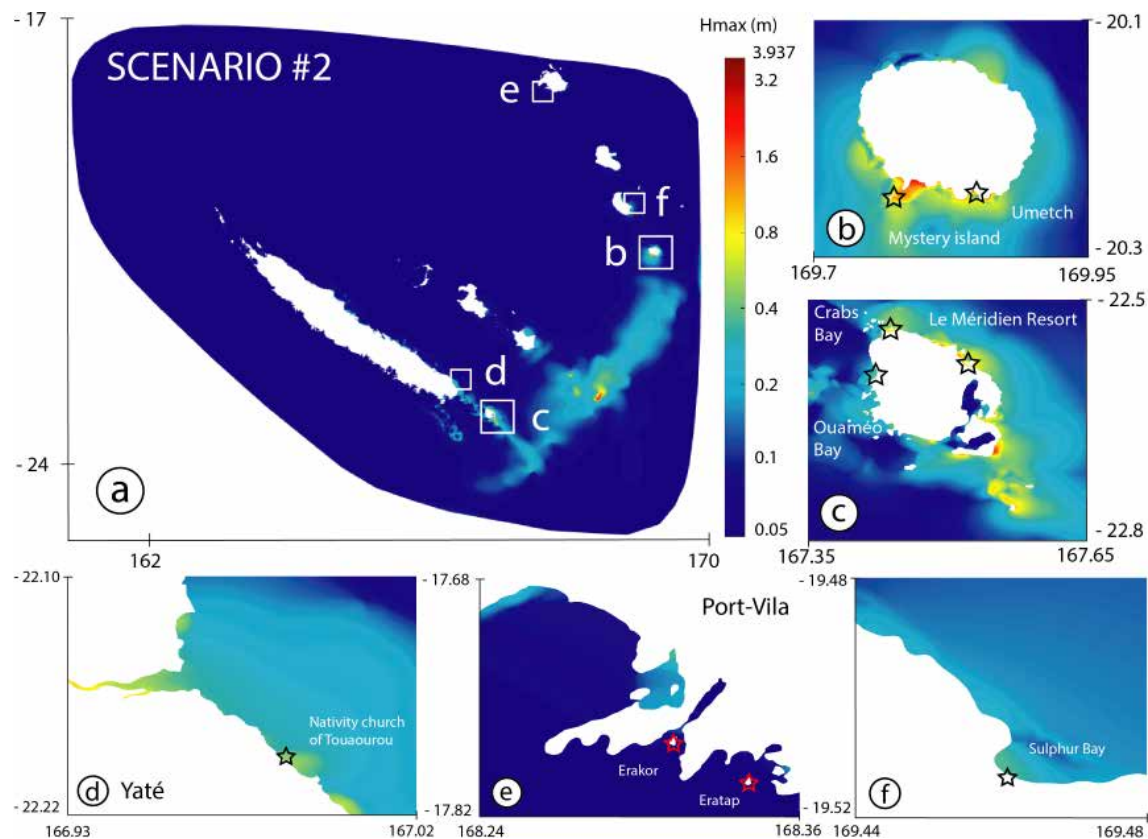 - 17
SCENARIO #2
e
f
b
d
c
- 24
a
162
170
Hmax (m)
3.937
3.2
1.6
0.8
0.4
0.2
0.1
0.05
- 20.1
Umetch
Mystery island
b
- 20.3
169.7
169.95
- 22.5
Crabs
Bay
Le Méridien Resort
Ouaméo
Bay
c
- 22.8
167.35
167.65
- 22.10
Nativity church
of Touaourou
d
Yaté
-22.22
166.93
167.02
- 17.68
Port-Vila
Erakor
Eratap
e
-17.82
168.24
168.36
- 19.48
Sulphur Bay
f
-19.52
169.44
169.48